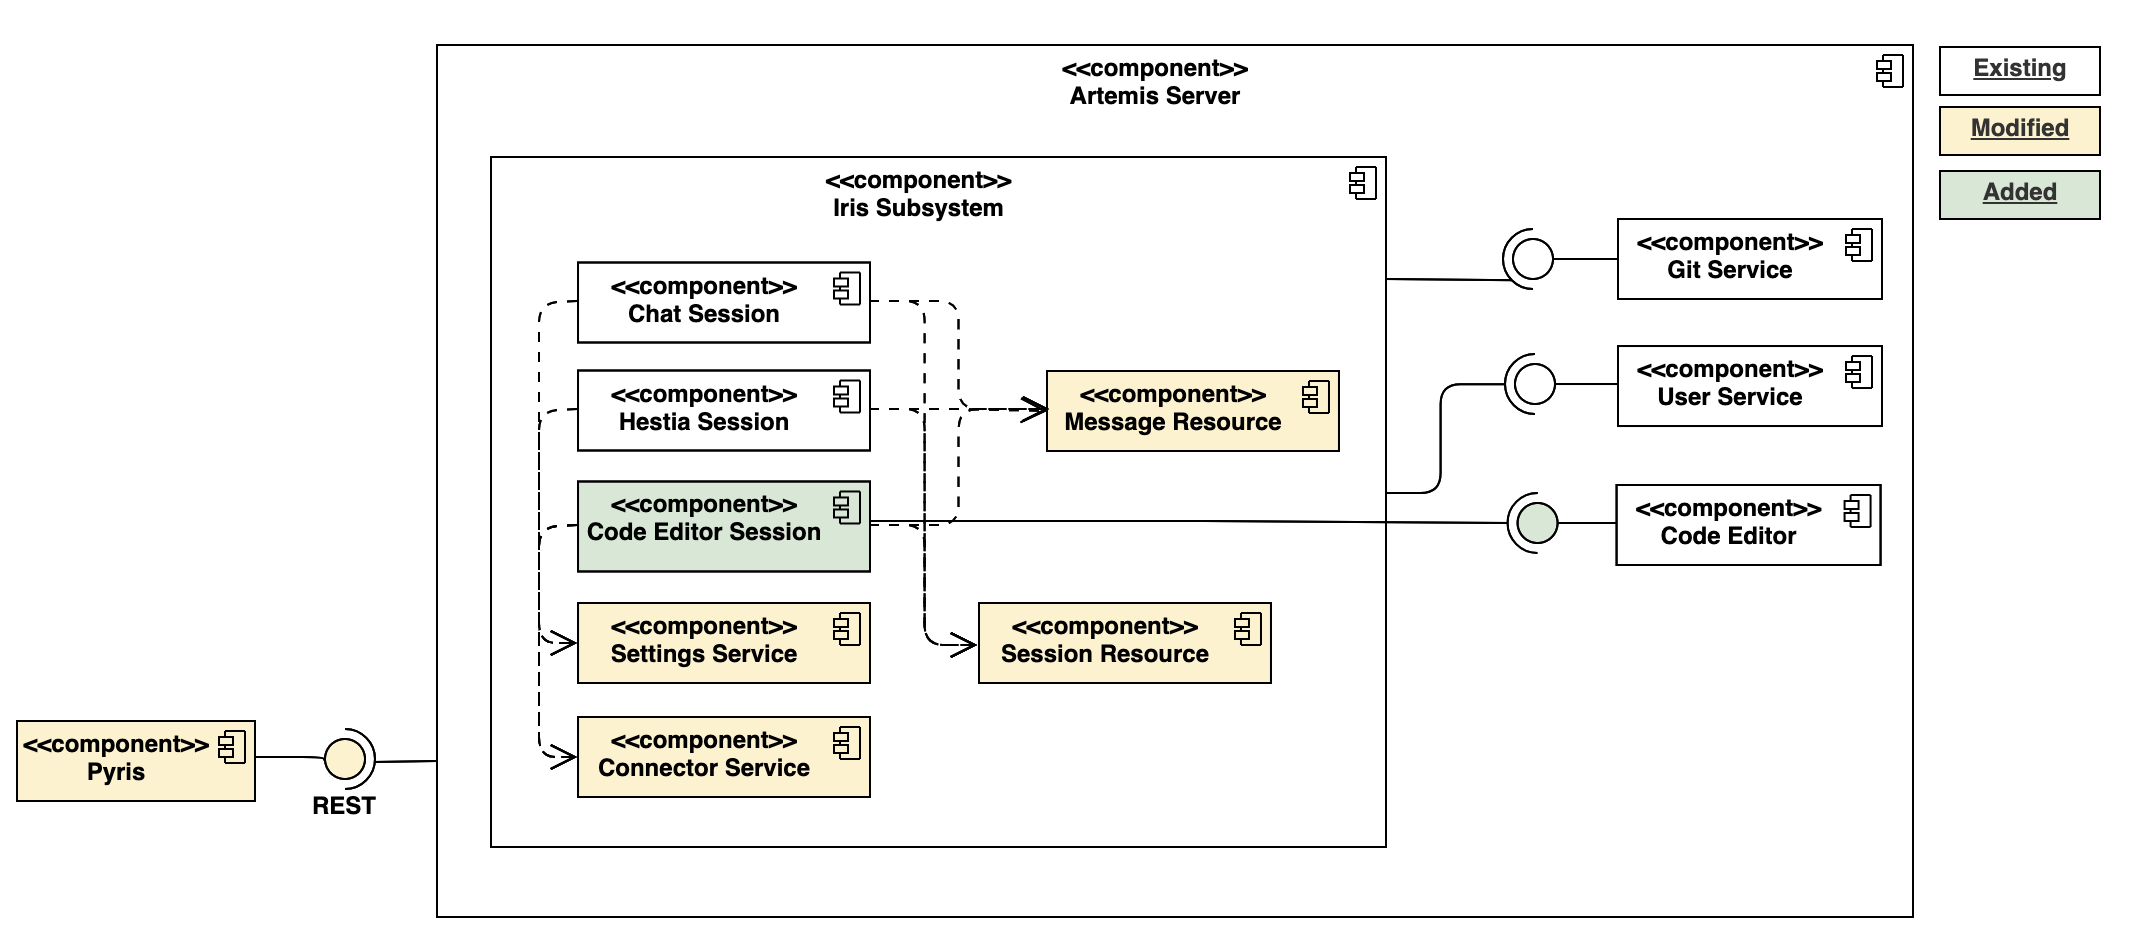 <<component>>
Artemis Server
Existing
Modified
Added
<<component>>
Iris Subsystem
<<component>>
Git Service
<<component>>
Chat Session
<<component>>
User Service
<<component>>
Hestia Session
<<component>>
Message Resource
<<component>>
Code Editor Session
<<component>>
Code Editor
<<component>>
Settings Service
<<component>>
Session Resource
<<component>>
Connector Service
<<component>>
Pyris
REST